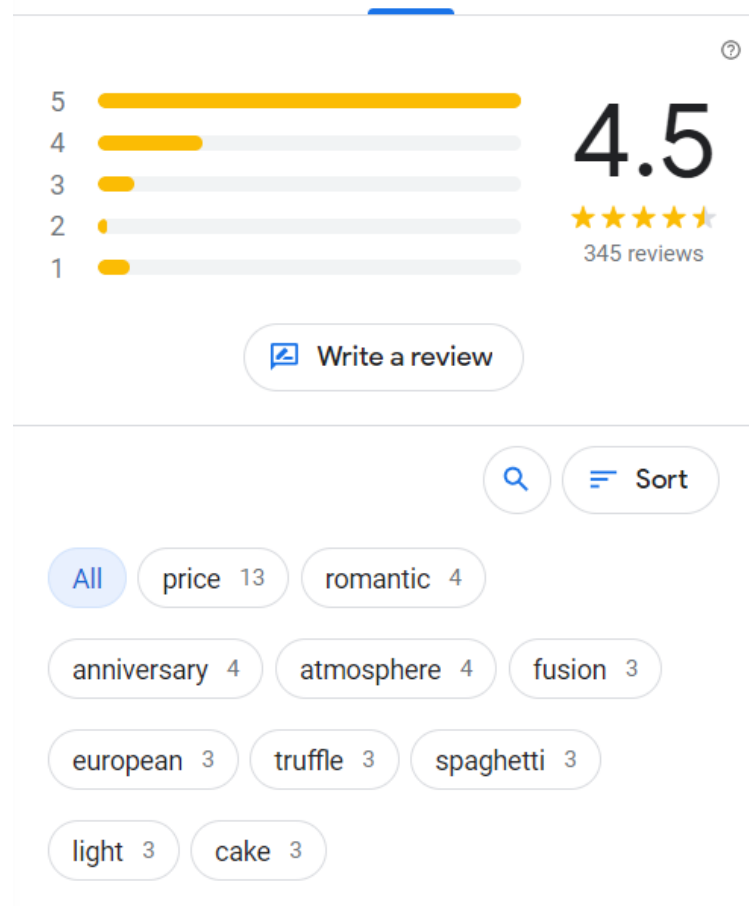 5
4
3
2
1
4.5
345 reviews
Write a review
Sort
All price 13 romantic 4
anniversary 4 atmosphere 4 fusion 3
european 3 truffle 3 spaghetti 3
light 3 cake 3